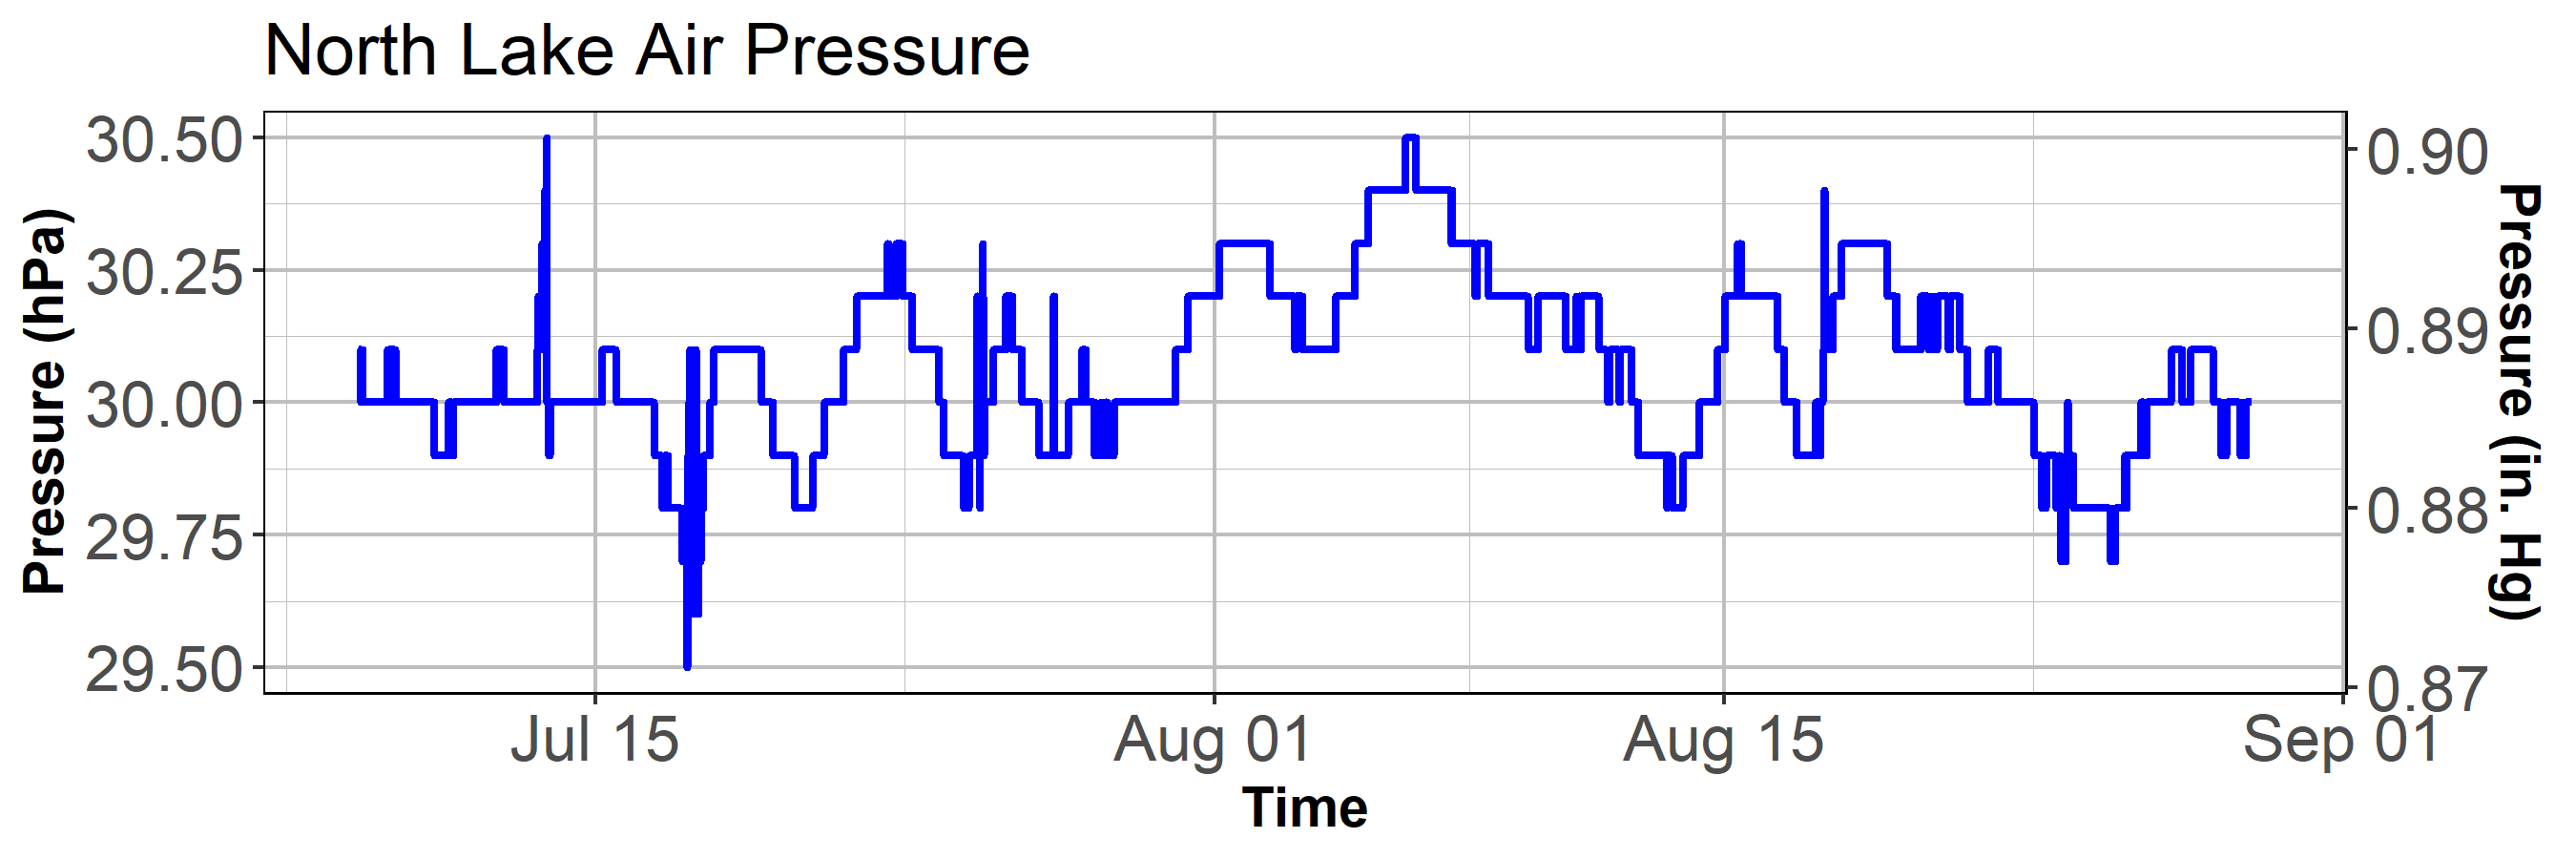 North Lake Air Pressure
30.50
30.25
30.00
29.75
29.50
Pressure (hPa)
0.90
0.89
0.88
0.87
Pressure (in. Hg)
Jul 15
Aug 01
Aug 15
Sep 01
Time